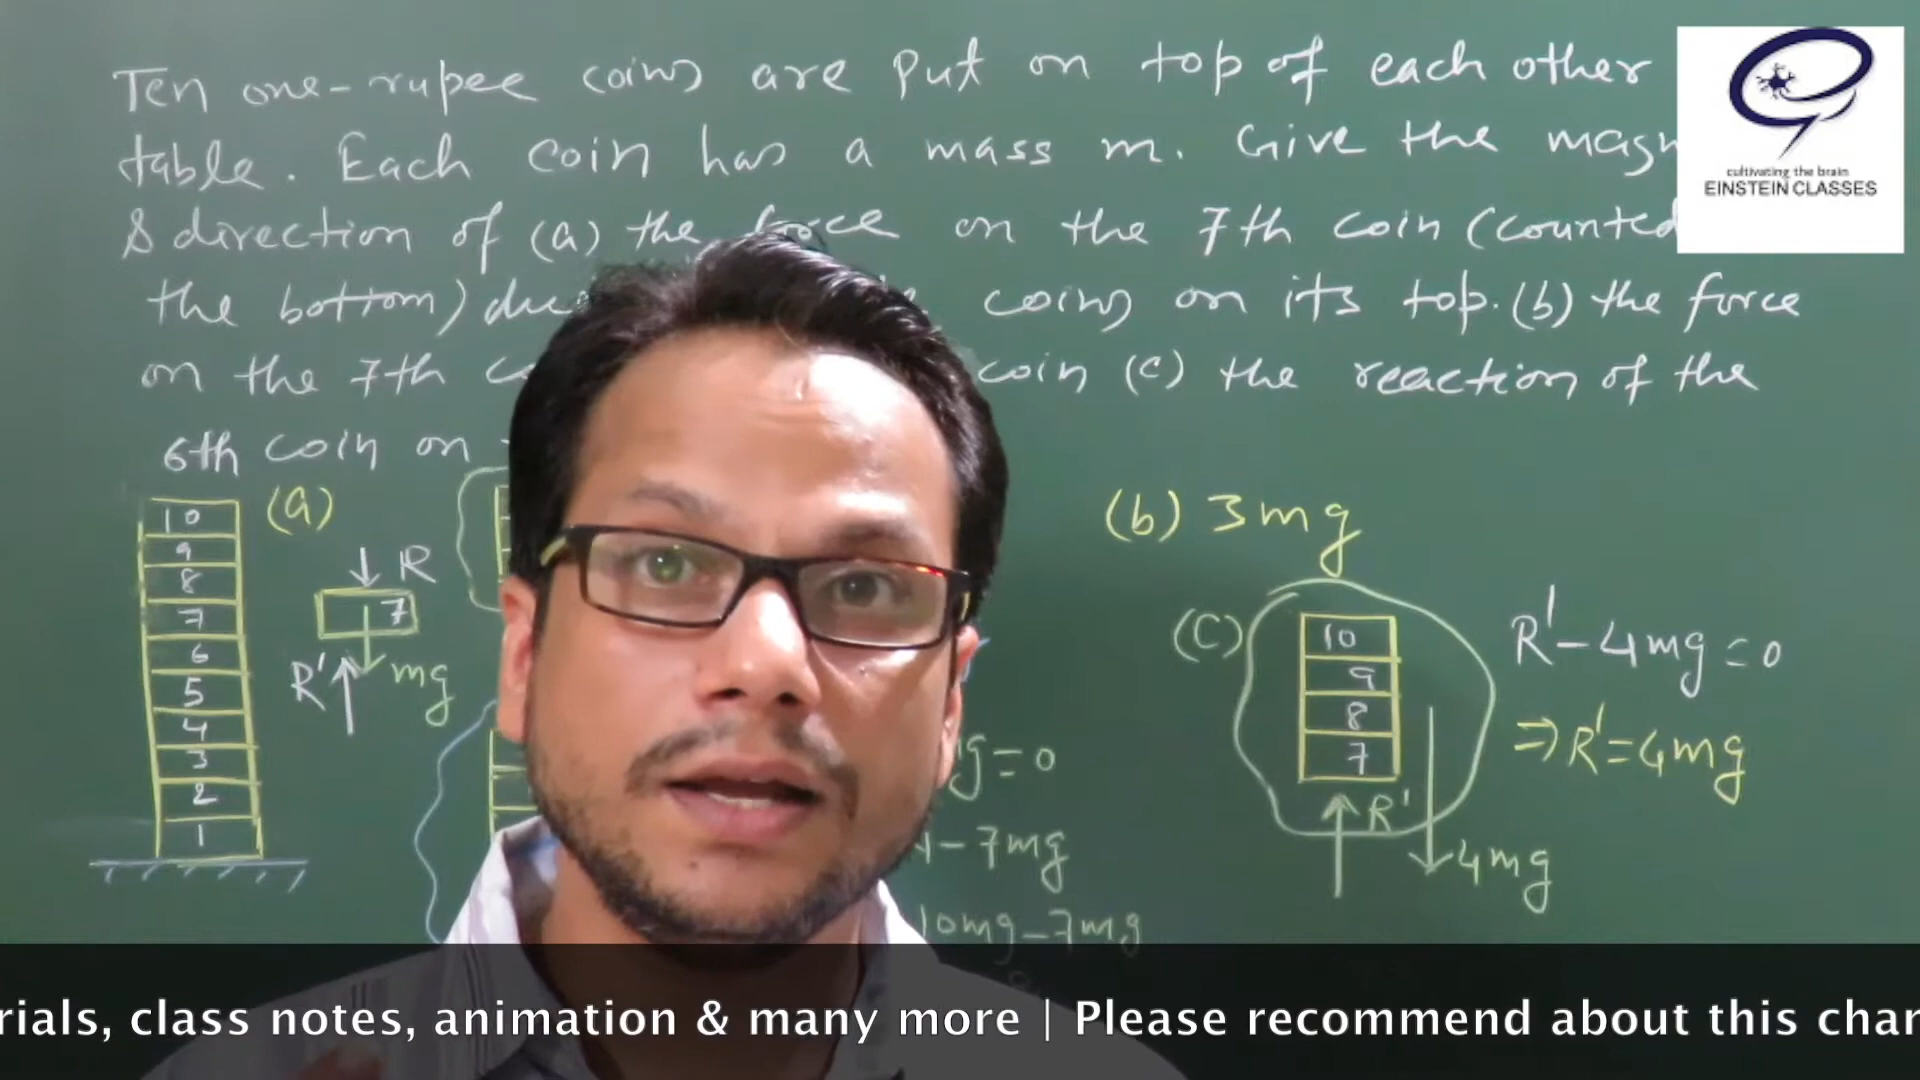 Ten one-rupee coins are put on top of each other
table. Each coin has a mass m. Give the
& direction of (a) the force on the 7th coin (counted
the bottom) coins on its top. (b) the force
on the 7th coin (c) the reaction of the
6th coin on
(a)
10
9
8
7
6
5
4
3
2
1
R
7
R' mg
g=0
-7mg
10mg-7mg
(b) 3mg
(c)
10
9
8
7
R'
4mg
R'-4mg=0
⇒R'=4mg
cultivating the brain
EINSTEIN CLASSES
class notes, animation & many more | Please recommend about this